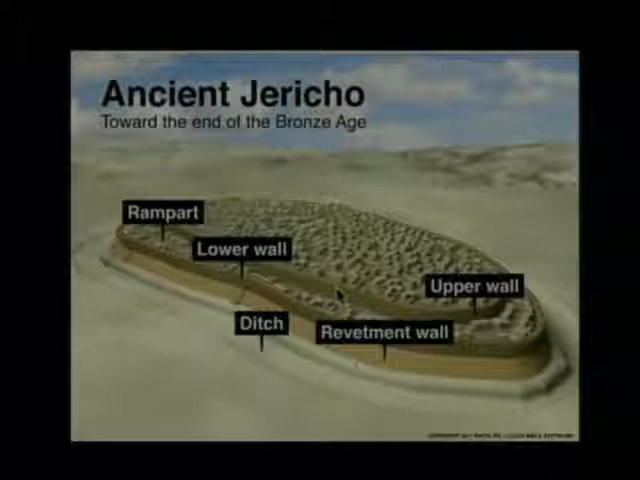 Ancient Jericho
Toward the end of the Bronze Age
Rampart
Lower wall
Upper wall
Ditch
Revetment wall